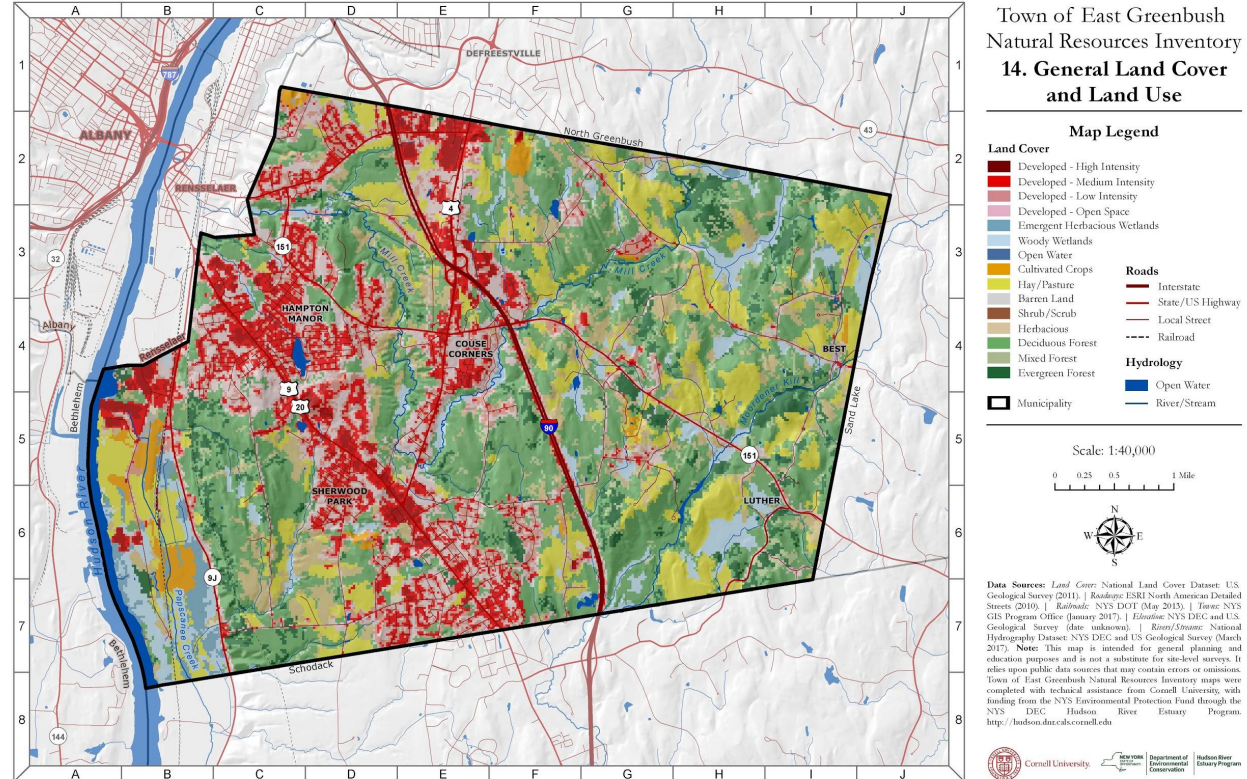 A B C D E F G H I J
Town of East Greenbush
Natural Resources Inventory
14. General Land Cover
and Land Use
Map Legend
Land Cover
Developed - High Intensity
Developed - Medium Intensity
Developed - Low Intensity
Developed - Open Space
Emergent Herbacious Wetlands
Woody Wetlands
Open Water
Cultivated Crops
Hay/Pasture
Barren Land
Shrub/Scrub
Herbacious
Deciduous Forest
Mixed Forest
Evergreen Forest
Municipality
Roads
Interstate
State/US Highway
Local Street
Railroad
Hydrology
Open Water
River/Stream
Scale: 1:40,000
0 0.25 0.5 1 Mile
N
W E
S
Data Sources: Land Cover: National Land Cover Dataset: U.S.
Geological Survey (2011). | Roadways: ESRI North American Detailed
Streets (2010). | Railroads: NYS DOT (May 2013). | Towns: NYS
GIS Program Office (January 2017). | Elevation: NYS DEC and U.S.
Geological Survey (date unknown). | Rivers/Streams: National
Hydrography Dataset: NYS DEC and US Geological Survey (March
2017). Note: This map is intended for general planning and
education purposes and is not a substitute for site-level surveys. It
relies upon public data sources that may contain errors or omissions.
Town of East Greenbush Natural Resources Inventory maps were
completed with technical assistance from Cornell University, with
funding from the NYS Environmental Protection Fund through the
NYS DEC Hudson River Estuary Program.
http://hudson.dnr.cals.cornell.edu
Cornell University
NEW YORK
Department of
Environmental
Conservation
Hudson River
Estuary Program
1
2
3
4
5
6
7
8
1
2
3
4
5
6
7
8
DEFREESTVILLE
787
ALBANY
43
North Greenbush
RENSSELAER
4
151
32
Mill Creek
Mill Creek
HAMPTON
MANOR
Albany
Rensselaer
COUSE
CORNERS
BEST
Bethlehem
9
20
Moordener Kill
Sand Lake
90
151
SHERWOOD
PARK
LUTHER
Hudson River
9J
Papscanee Creek
Bethlehem
Schodack
144
A B C D E F G H I J